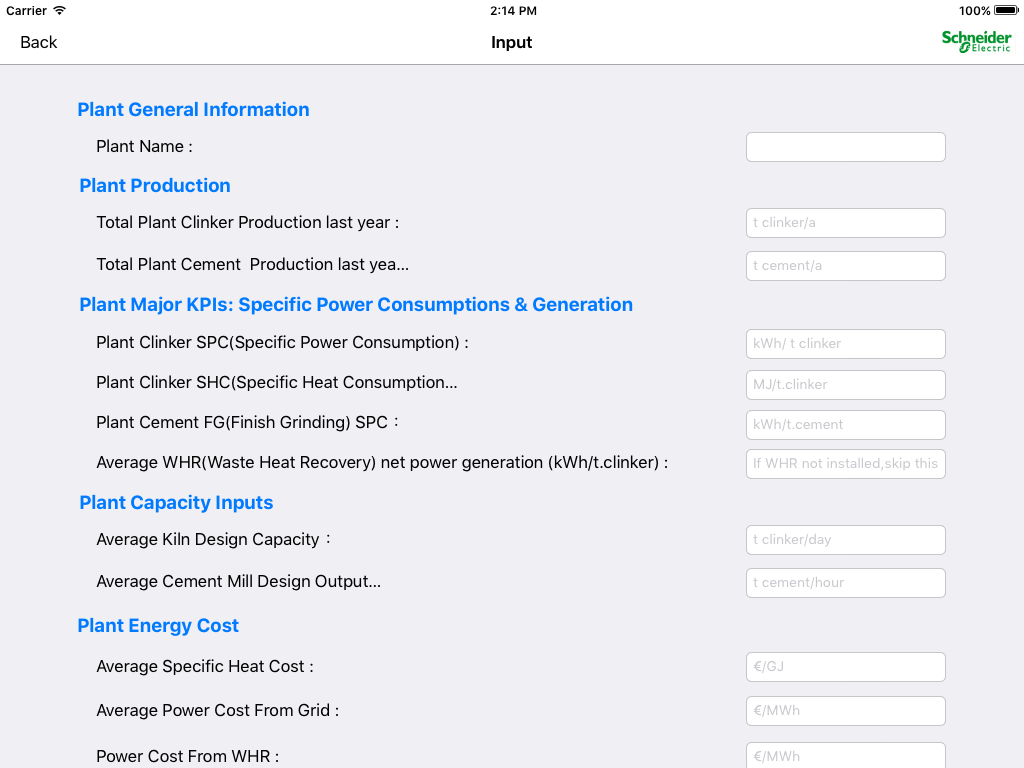 Carrier 2:14 PM 100%
Back Input Schneider Electric
Plant General Information
Plant Name :
Plant Production
Total Plant Clinker Production last year : t clinker/a
Total Plant Cement  Production last yea... t cement/a
Plant Major KPIs: Specific Power Consumptions & Generation
Plant Clinker SPC(Specific Power Consumption) : kWh/ t clinker
Plant Clinker SHC(Specific Heat Consumption... MJ/t.clinker
Plant Cement FG(Finish Grinding) SPC : kWh/t.cement
Average WHR(Waste Heat Recovery) net power generation (kWh/t.clinker) : If WHR not installed,skip this
Plant Capacity Inputs
Average Kiln Design Capacity : t clinker/day
Average Cement Mill Design Output... t cement/hour
Plant Energy Cost
Average Specific Heat Cost : €/GJ
Average Power Cost From Grid : €/MWh
Power Cost From WHR : €/MWh